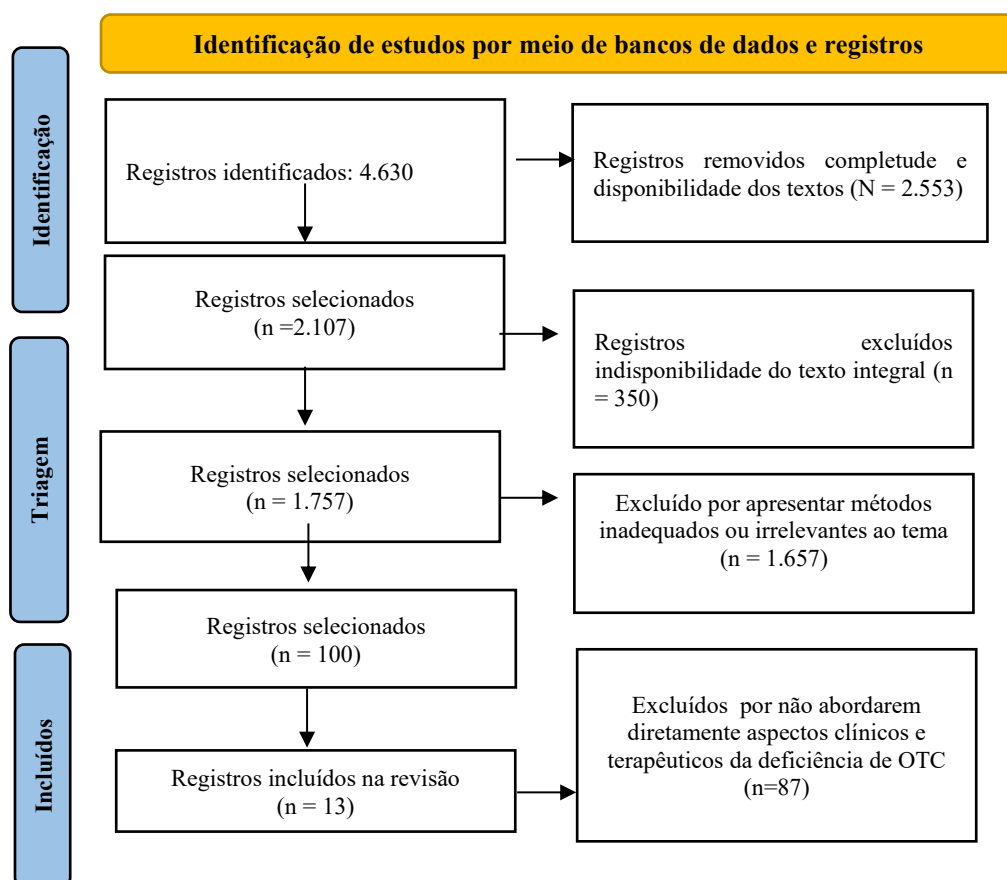 Identificação de estudos por meio de bancos de dados e registros
Identificação
Registros identificados: 4.630
Registros removidos completude e
disponibilidade dos textos (N = 2.553)
Registros selecionados
(n =2.107)
Registros excluídos
indisponibilidade do texto integral (n
= 350)
Triagem
Registros selecionados
(n = 1.757)
Excluído por apresentar métodos
inadequados ou irrelevantes ao tema
(n = 1.657)
Registros selecionados
(n = 100)
Incluídos
Excluídos por não abordarem
diretamente aspectos clínicos e
terapêuticos da deficiência de OTC
(n=87)
Registros incluídos na revisão
(n = 13)